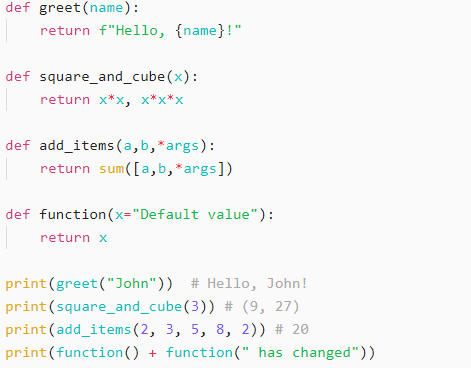 def greet(name):
    return f"Hello, {name}!"

def square_and_cube(x):
    return x*x, x*x*x

def add_items(a,b,*args):
    return sum([a,b,*args])

def function(x="Default value"):
    return x

print(greet("John"))  # Hello, John!
print(square_and_cube(3)) # (9, 27)
print(add_items(2, 3, 5, 8, 2)) # 20
print(function() + function(" has changed"))